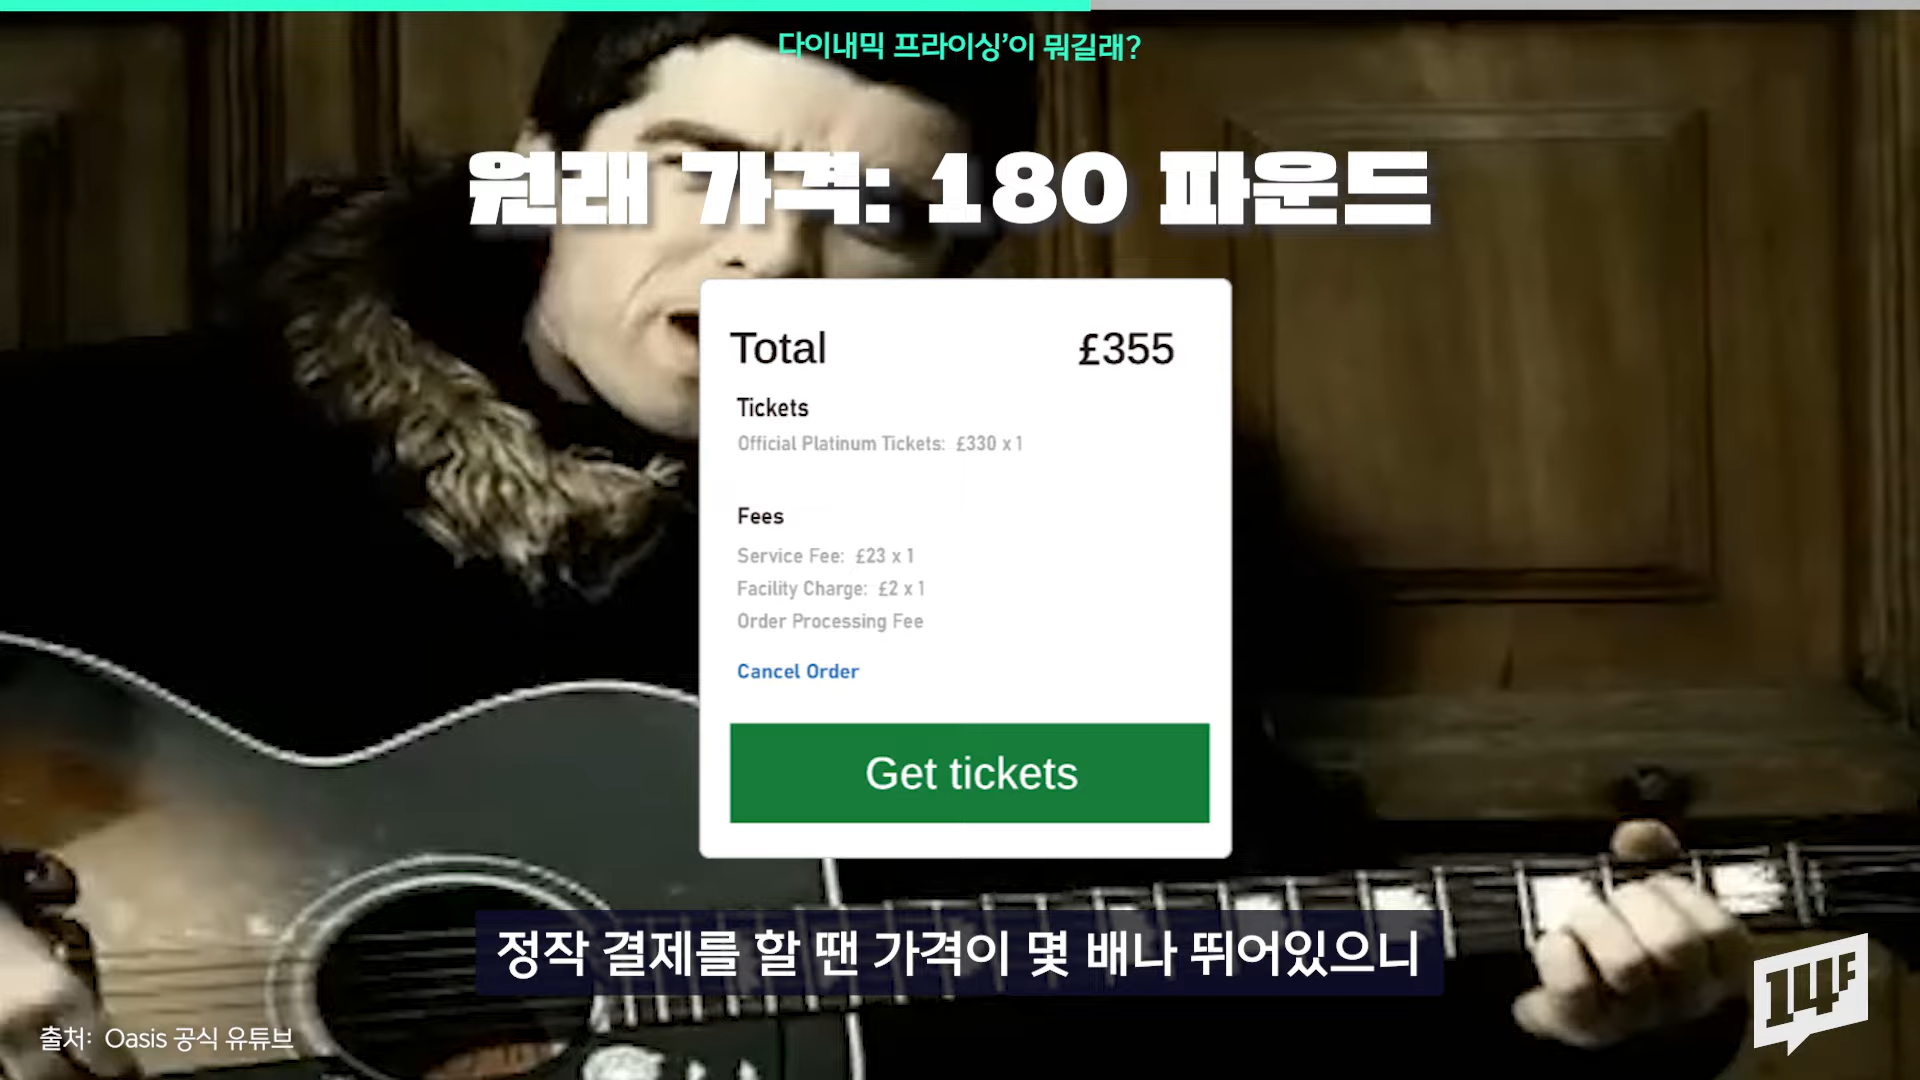 다이내믹 프라이싱’이 뭐길래?
원래 가격: 180 파운드
Total £355
Tickets
Official Platinum Tickets: £330 x 1
Fees
Service Fee: £23 x 1
Facility Charge: £2 x 1
Order Processing Fee
Cancel Order
Get tickets
정작 결제를 할 땐 가격이 몇 배나 뛰어있으니
14F
출처: Oasis 공식 유튜브